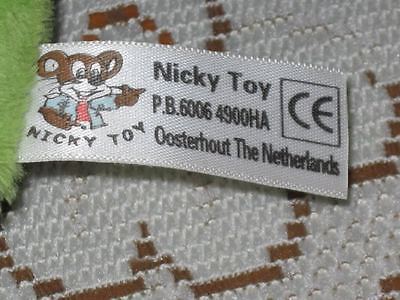 NICKY TOY
Nicky Toy
P.B.6006 4900HA
Oosterhout The Netherlands
CE